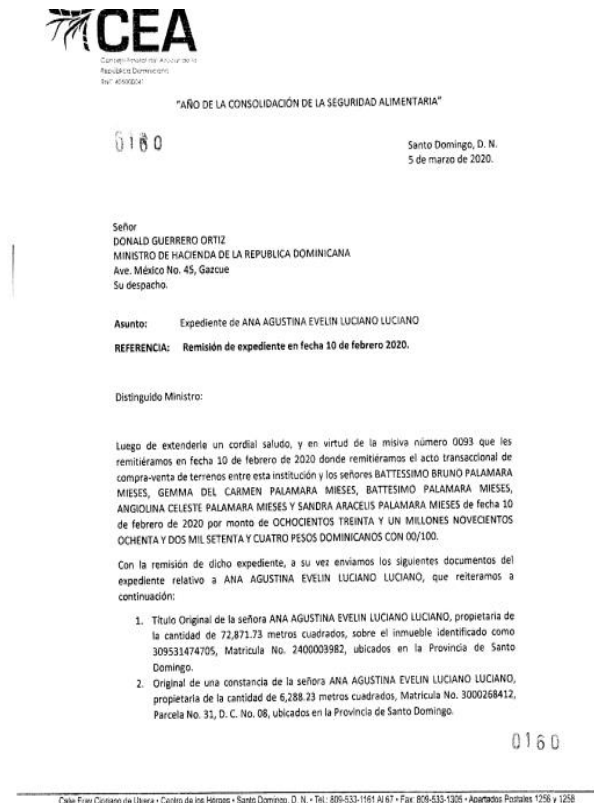 CEA
Consejo Estatal del Azúcar de la
República Dominicana
"AÑO DE LA CONSOLIDACIÓN DE LA SEGURIDAD ALIMENTARIA"
0160
Santo Domingo, D. N.
5 de marzo de 2020.
Señor
DONALD GUERRERO ORTIZ
MINISTRO DE HACIENDA DE LA REPUBLICA DOMINICANA
Ave. México No. 45, Gazcue
Su despacho.
Asunto: Expediente de ANA AGUSTINA EVELIN LUCIANO LUCIANO
REFERENCIA: Remisión de expediente en fecha 10 de febrero 2020.
Distinguido Ministro:
Luego de extenderle un cordial saludo, y en virtud de la misiva número 0093 que les
remitiéramos en fecha 10 de febrero de 2020 donde remitiéramos el acto transaccional de
compra-venta de terrenos entre esta institución y los señores BATTESSIMO BRUNO PALAMARA
MIESES, GEMMA DEL CARMEN PALAMARA MIESES, BATTESIMO PALAMARA MIESES,
ANGIOLINA CELESTE PALAMARA MIESES Y SANDRA ARACELIS PALAMARA MIESES de fecha 10
de febrero de 2020 por monto de OCHOCIENTOS TREINTA Y UN MILLONES NOVECIENTOS
OCHENTA Y DOS MIL SETENTA Y CUATRO PESOS DOMINICANOS CON 00/100.
Con la remisión de dicho expediente, a su vez enviamos los siguientes documentos del
expediente relativo a ANA AGUSTINA EVELIN LUCIANO LUCIANO, que reiteramos a
continuación:
1. Título Original de la señora ANA AGUSTINA EVELIN LUCIANO LUCIANO, propietaria de
la cantidad de 72,871.73 metros cuadrados, sobre el inmueble identificado como
309531474705, Matricula No. 2400003982, ubicados en la Provincia de Santo
Domingo.
2. Original de una constancia de la señora ANA AGUSTINA EVELIN LUCIANO LUCIANO,
propietaria de la cantidad de 6,288.23 metros cuadrados, Matricula No. 3000268412,
Parcela No. 31, D. C. No. 08, ubicados en la Provincia de Santo Domingo.
0160
Calle Fray Cipriano de Utrera • Centro de los Héroes • Santo Domingo, D. N. • Tel.: 809-533-1161 Al 67 • Fax: 809-533-1305 • Apartados Postales 1256 y 1258